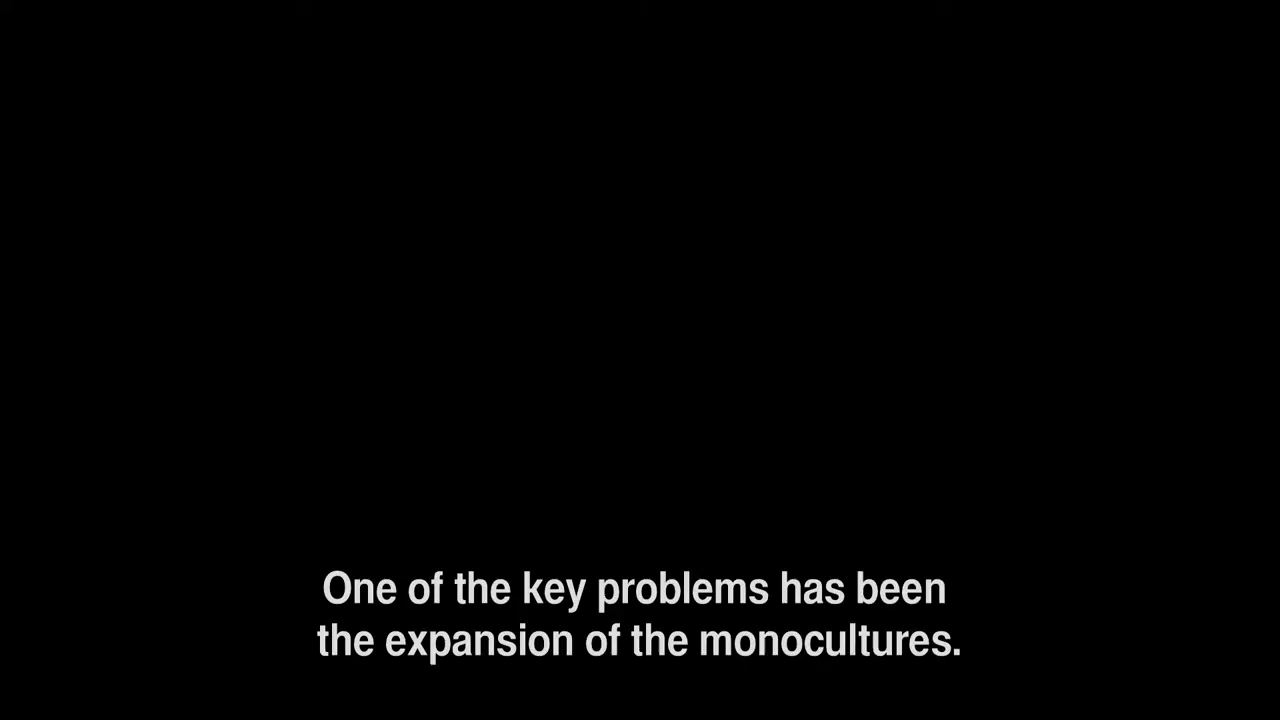 One of the key problems has been
the expansion of the monocultures.